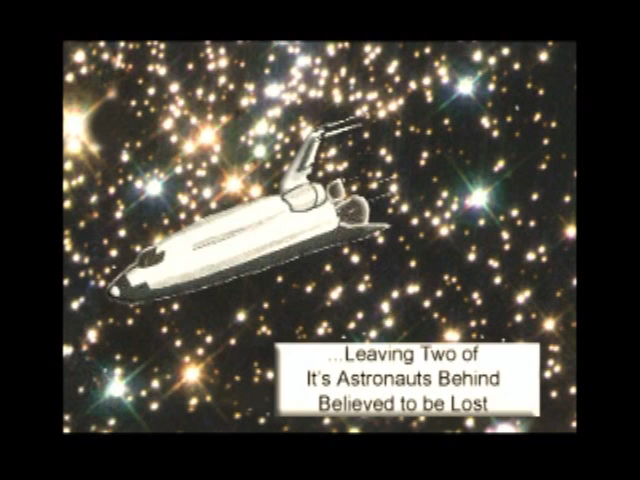 ...Leaving Two of
It's Astronauts Behind
Believed to be Lost